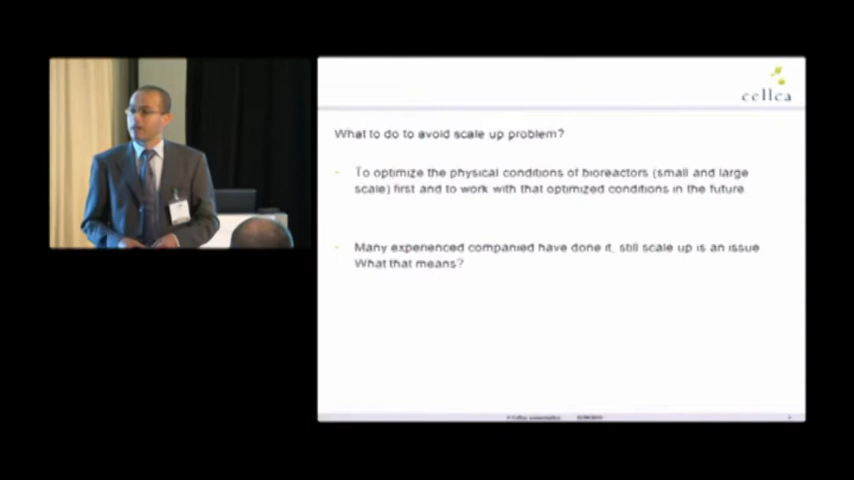 cellca
What to do to avoid scale up problem?
To optimize the physical conditions of bioreactors (small and large
scale) first and to work with that optimized conditions in the future
Many experienced companied have done it, still scale up is an issue
What that means?